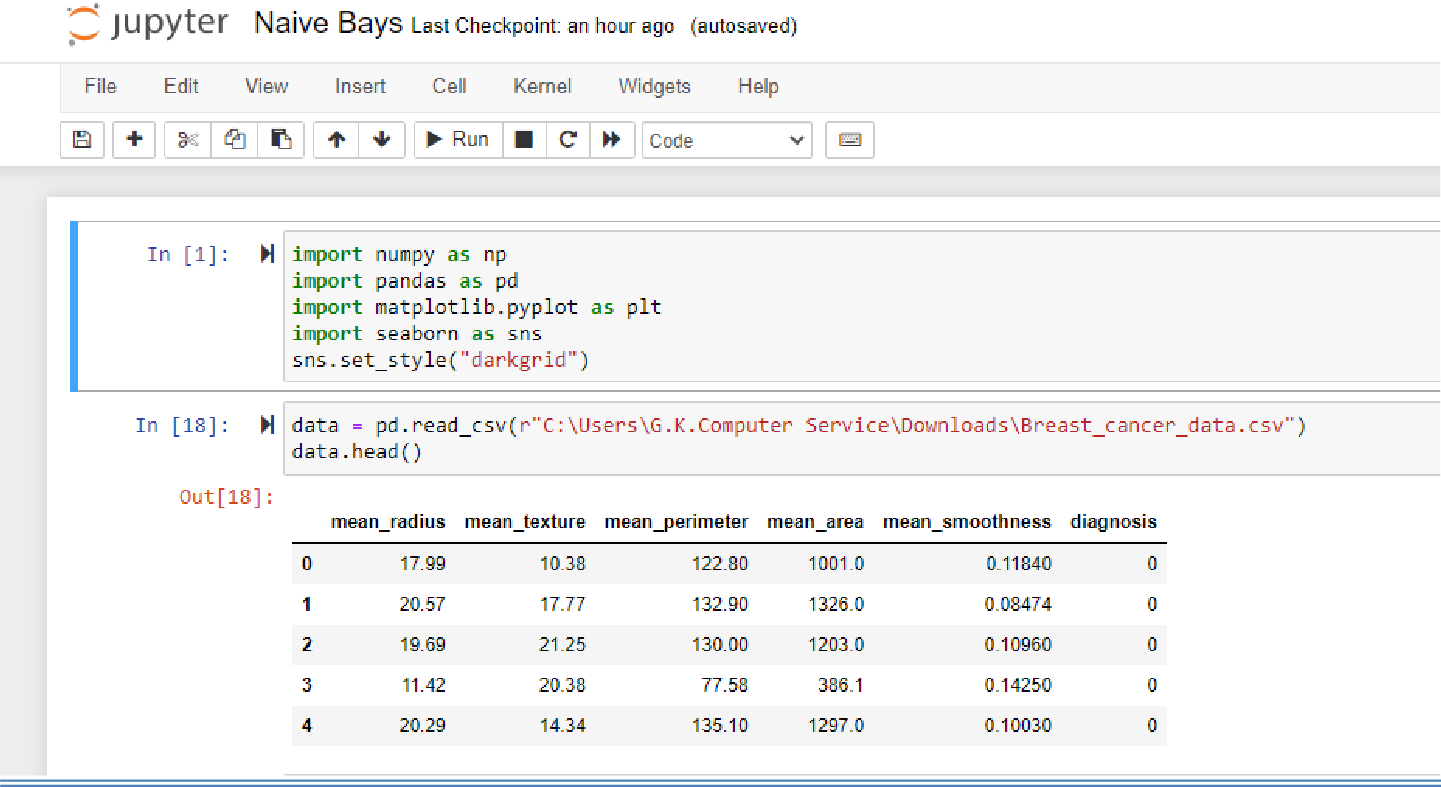 jupyter Naive Bays Last Checkpoint: an hour ago (autosaved)
File Edit View Insert Cell Kernel Widgets Help
Run Code
In [1]: import numpy as np
import pandas as pd
import matplotlib.pyplot as plt
import seaborn as sns
sns.set_style("darkgrid")
In [18]: data = pd.read_csv(r"C:\Users\G.K.Computer Service\Downloads\Breast_cancer_data.csv")
data.head()
Out[18]:
mean_radius mean_texture mean_perimeter mean_area mean_smoothness diagnosis
0 17.99 10.38 122.80 1001.0 0.11840 0
1 20.57 17.77 132.90 1326.0 0.08474 0
2 19.69 21.25 130.00 1203.0 0.10960 0
3 11.42 20.38 77.58 386.1 0.14250 0
4 20.29 14.34 135.10 1297.0 0.10030 0